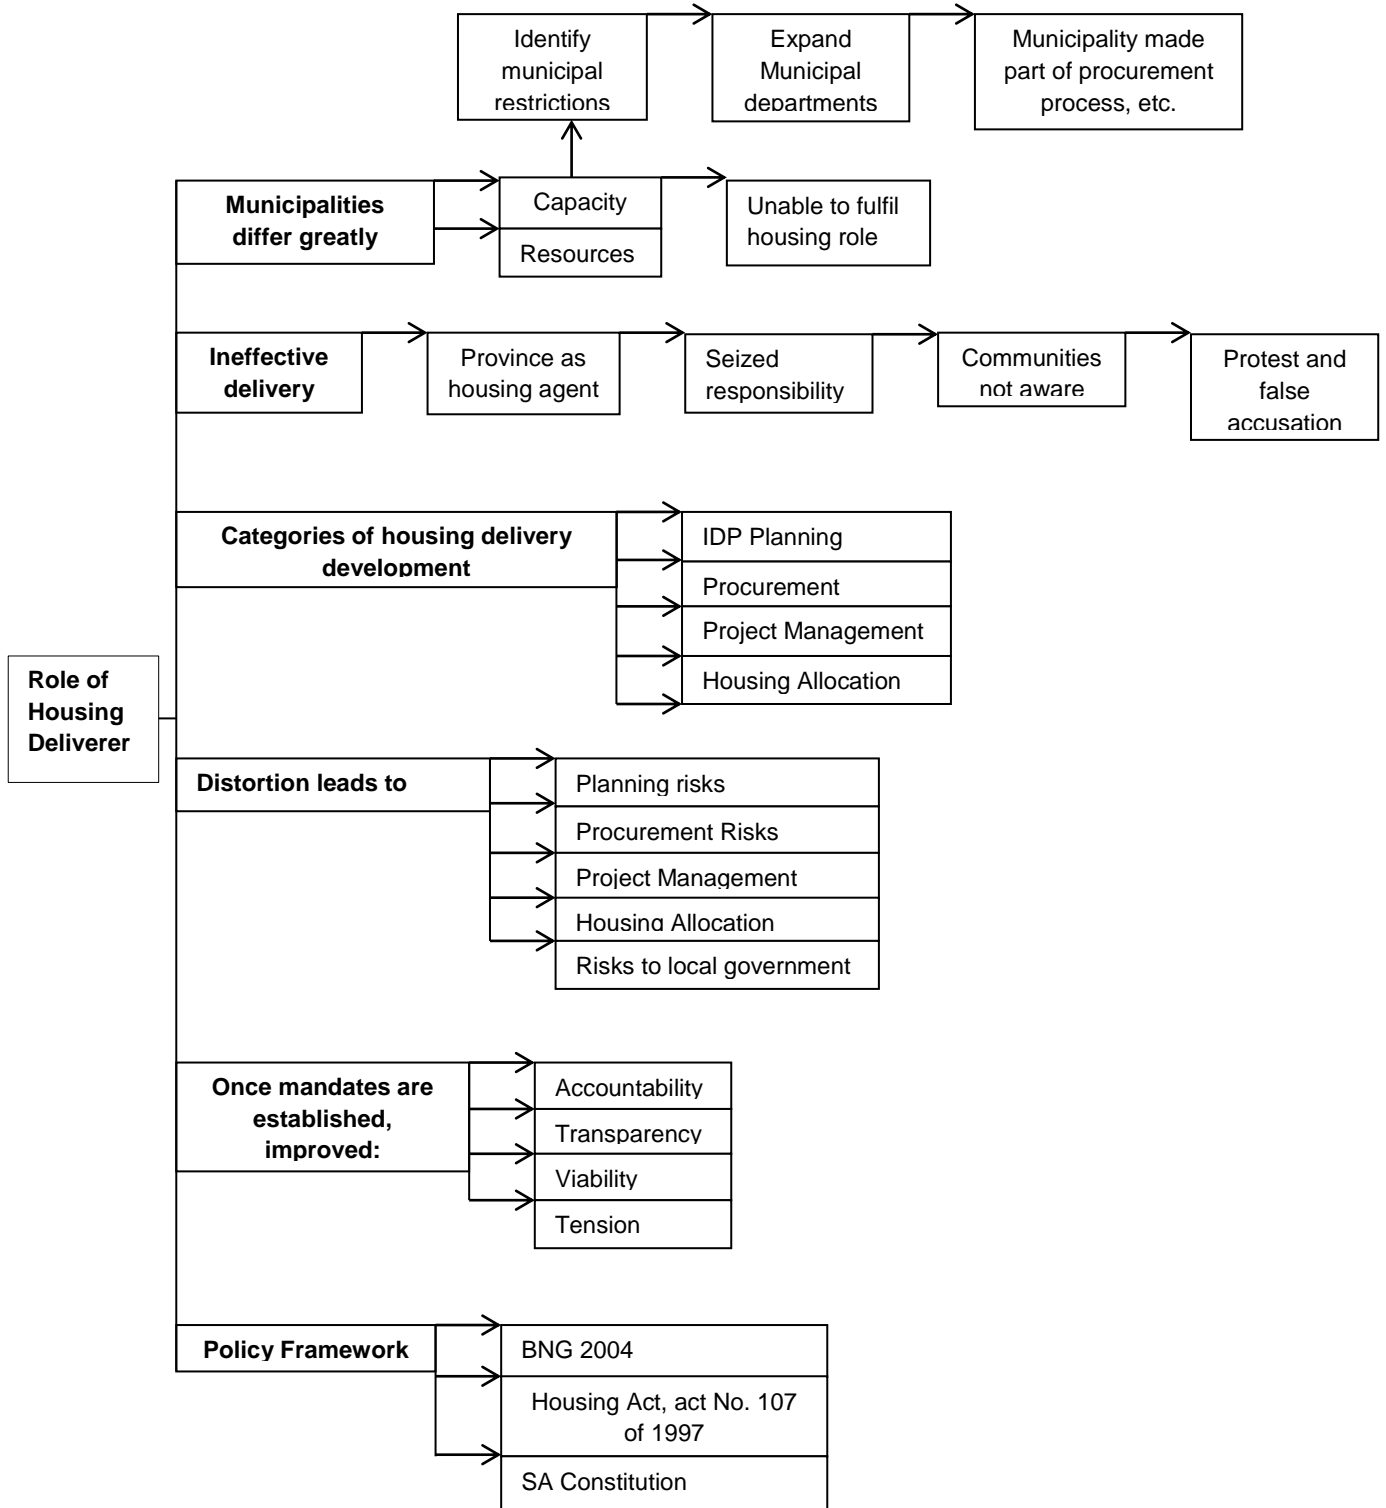 Identify
municipal
restrictions
Expand
Municipal
departments
Municipality made
part of procurement
process, etc.
Municipalities
differ greatly
Capacity
Resources
Unable to fulfil
housing role
Ineffective
delivery
Province as
housing agent
Seized
responsibility
Communities
not aware
Protest and
false
accusation
Categories of housing delivery
development
IDP Planning
Procurement
Project Management
Housing Allocation
Role of
Housing
Deliverer
Distortion leads to
Planning risks
Procurement Risks
Project Management
Housing Allocation
Risks to local government
Once mandates are
established,
improved:
Accountability
Transparency
Viability
Tension
Policy Framework
BNG 2004
Housing Act, act No. 107
of 1997
SA Constitution